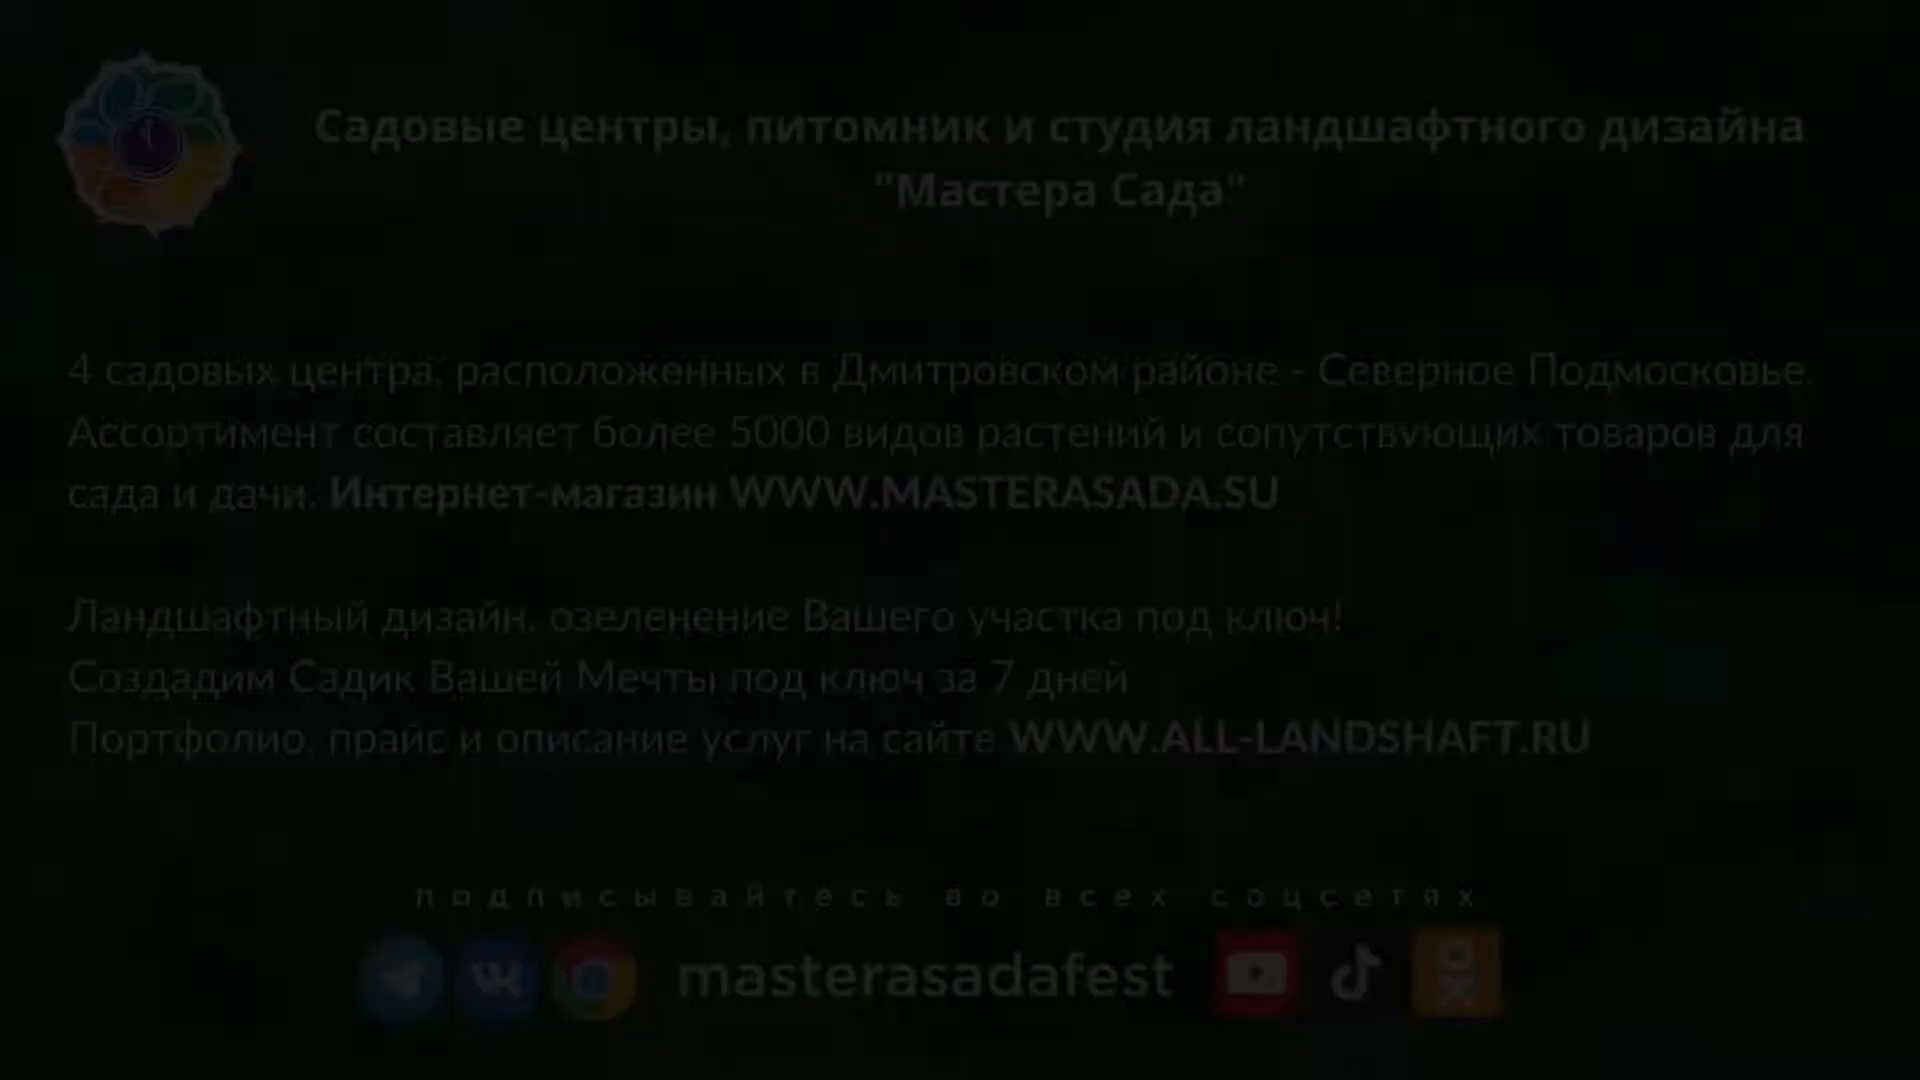 Садовые центры, питомник и студия ландшафтного дизайна
"Мастера Сада"
4 садовых центра, расположенных в Дмитровском районе - Северное Подмосковье.
Ассортимент составляет более 5000 видов растений и сопутствующих товаров для
сада и дачи. Интернет-магазин WWW.MASTERASADA.SU
Ландшафтный дизайн, озеленение Вашего участка под ключ!
Создадим Садик Вашей Мечты под ключ за 7 дней
Портфолио, прайс и описание услуг на сайте WWW.ALL-LANDSHAFT.RU
подписывайтесь во всех соцсетях
masterasadafest